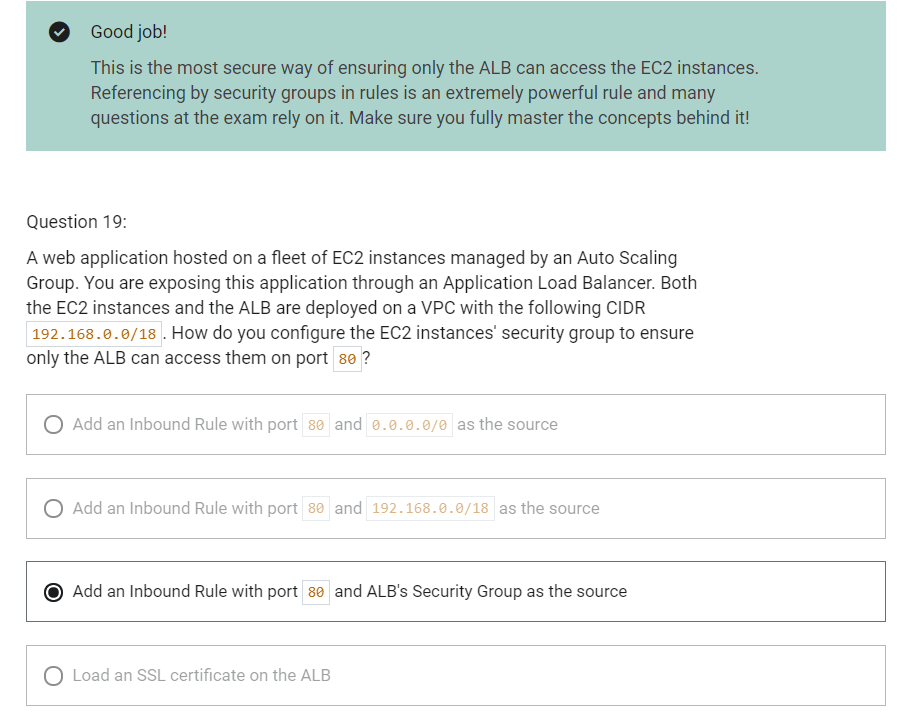 Good job!
This is the most secure way of ensuring only the ALB can access the EC2 instances.
Referencing by security groups in rules is an extremely powerful rule and many
questions at the exam rely on it. Make sure you fully master the concepts behind it!
Question 19:
A web application hosted on a fleet of EC2 instances managed by an Auto Scaling
Group. You are exposing this application through an Application Load Balancer. Both
the EC2 instances and the ALB are deployed on a VPC with the following CIDR
192.168.0.0/18. How do you configure the EC2 instances' security group to ensure
only the ALB can access them on port 80?
Add an Inbound Rule with port 80 and 0.0.0.0/0 as the source
Add an Inbound Rule with port 80 and 192.168.0.0/18 as the source
Add an Inbound Rule with port 80 and ALB's Security Group as the source
Load an SSL certificate on the ALB